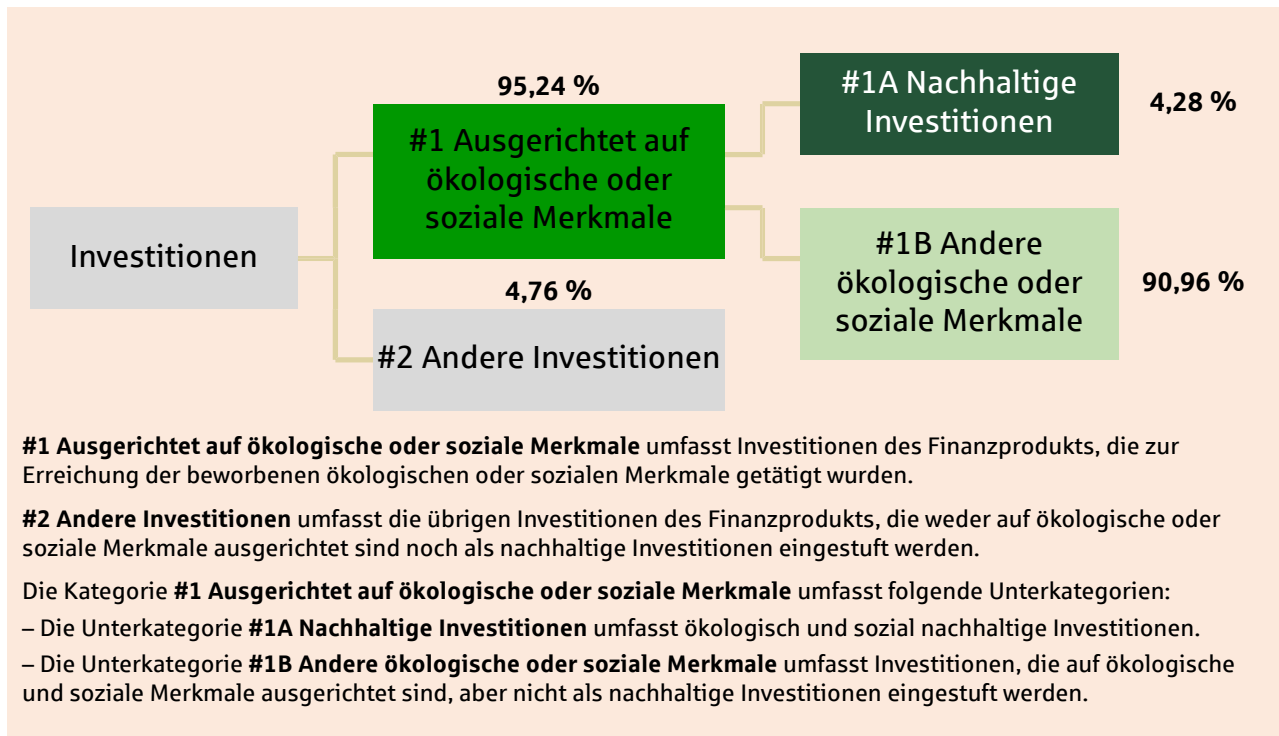 95,24 %
#1 Ausgerichtet auf
ökologische oder
soziale Merkmale
#1A Nachhaltige
Investitionen
4,28 %
Investitionen
#1B Andere
ökologische oder
soziale Merkmale
90,96 %
4,76 %
#2 Andere Investitionen
#1 Ausgerichtet auf ökologische oder soziale Merkmale umfasst Investitionen des Finanzprodukts, die zur
Erreichung der beworbenen ökologischen oder sozialen Merkmale getätigt wurden.
#2 Andere Investitionen umfasst die übrigen Investitionen des Finanzprodukts, die weder auf ökologische oder
soziale Merkmale ausgerichtet sind noch als nachhaltige Investitionen eingestuft werden.
Die Kategorie #1 Ausgerichtet auf ökologische oder soziale Merkmale umfasst folgende Unterkategorien:
– Die Unterkategorie #1A Nachhaltige Investitionen umfasst ökologisch und sozial nachhaltige Investitionen.
– Die Unterkategorie #1B Andere ökologische oder soziale Merkmale umfasst Investitionen, die auf ökologische
und soziale Merkmale ausgerichtet sind, aber nicht als nachhaltige Investitionen eingestuft werden.